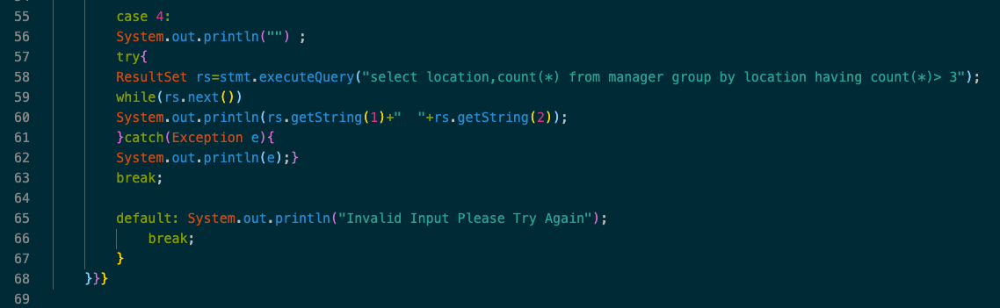 55 case 4:
56 System.out.println("") ;
57 try{
58 ResultSet rs=stmt.executeQuery("select location,count(*) from manager group by location having count(*)> 3");
59 while(rs.next())
60 System.out.println(rs.getString(1)+"  "+rs.getString(2));
61 }catch(Exception e){
62 System.out.println(e);}
63 break;
64
65 default: System.out.println("Invalid Input Please Try Again");
66 break;
67 }
68 }}}
69